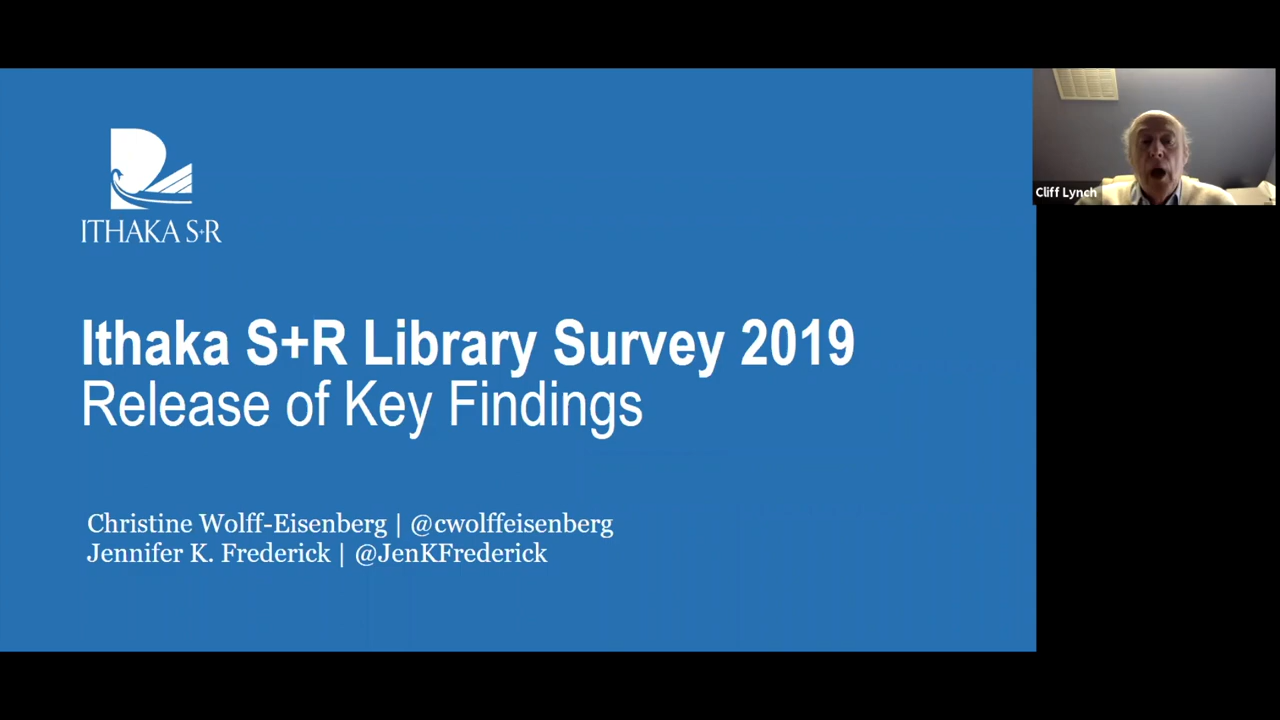 ITHAKA S+R
Ithaka S+R Library Survey 2019
Release of Key Findings
Christine Wolff-Eisenberg | @cwolffeisenberg
Jennifer K. Frederick | @JenKFrederick
Cliff Lynch